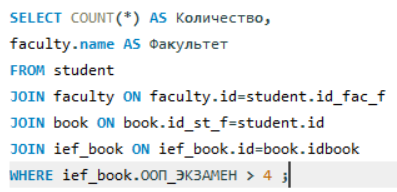 SELECT COUNT(*) AS Количество,
faculty.name AS Факультет
FROM student
JOIN faculty ON faculty.id=student.id_fac_f
JOIN book ON book.id_st_f=student.id
JOIN ief_book ON ief_book.id=book.idbook
WHERE ief_book.ООП_ЭКЗАМЕН > 4 ;